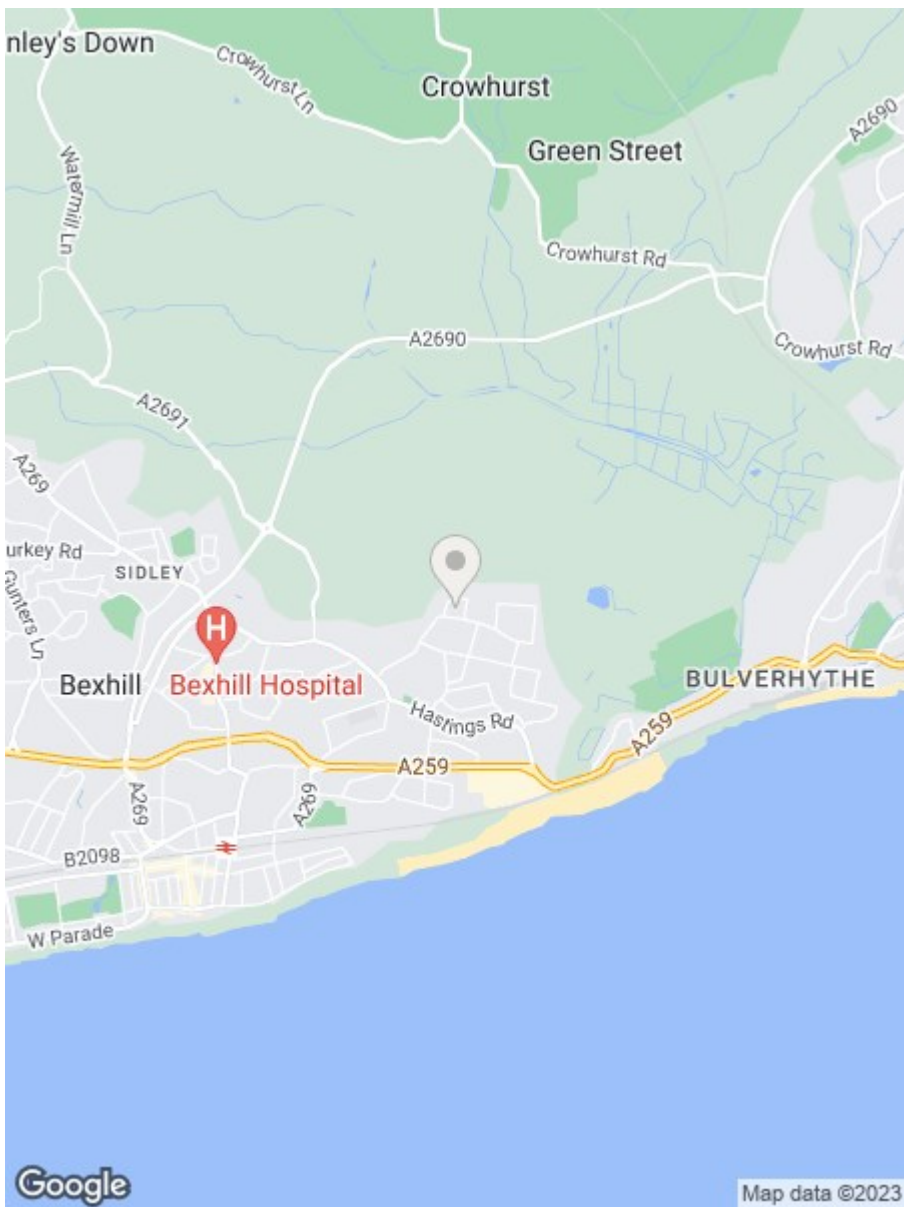 nley's Down
Crowhurst Ln
Crowhurst
Green Street
A2690
Watermill Ln
Crowhurst Rd
A2690
Crowhurst Rd
A2691
A269
urkey Rd
SIDLEY
Gunters Ln
H
Bexhill
Bexhill Hospital
BULVERHYTHE
Hastings Rd
A259
A259
A269
A269
B2098
W Parade
Google
Map data ©2023